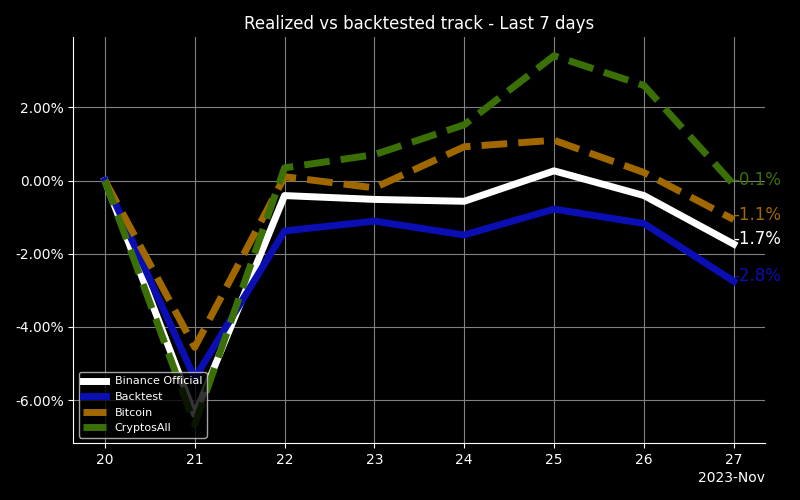 Realized vs backtested track - Last 7 days
2.00%
0.00%
-2.00%
-4.00%
-6.00%
-0.1%
-1.1%
-1.7%
-2.8%
Binance Official
Backtest
Bitcoin
CryptosAll
20 21 22 23 24 25 26 27
2023-Nov